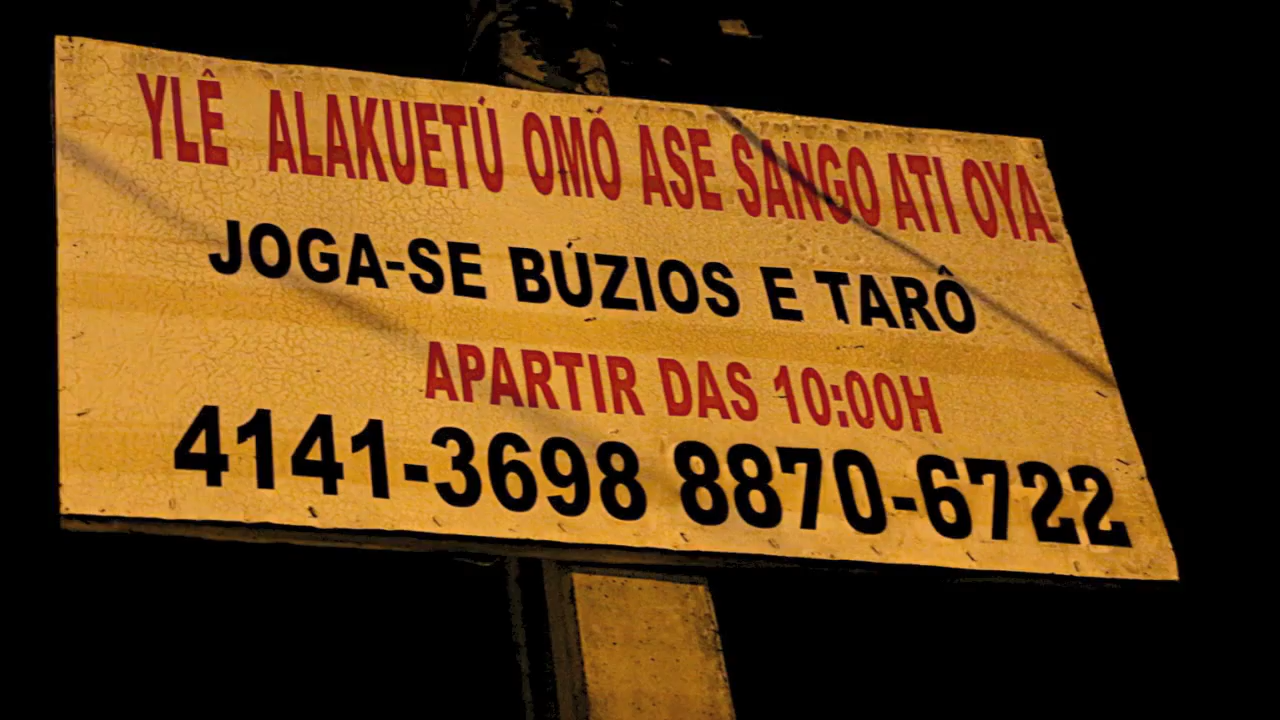 YLÊ ALAKUETÚ OMÓ ASE SANGO ATI OYA
JOGA-SE BÚZIOS E TARÔ
APARTIR DAS 10:00H
4141-3698 8870-6722